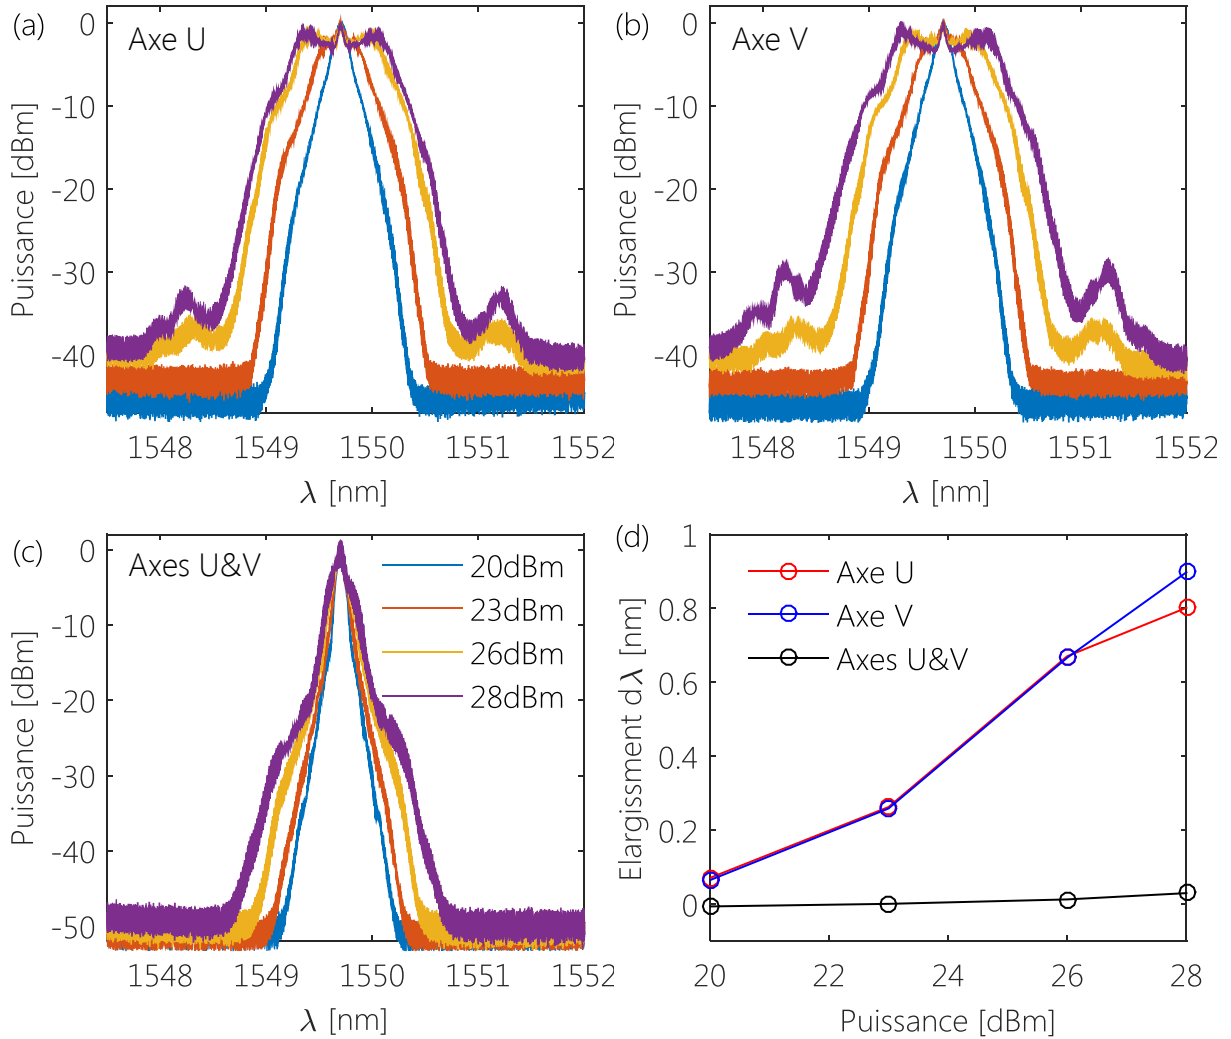 (a)
Axe U
0
-10
-20
-30
-40
Puissance [dBm]
1548 1549 1550 1551 1552
λ [nm]
(b)
Axe V
0
-10
-20
-30
-40
Puissance [dBm]
1548 1549 1550 1551 1552
λ [nm]
(c)
Axes U&V
20dBm
23dBm
26dBm
28dBm
0
-10
-20
-30
-40
-50
Puissance [dBm]
1548 1549 1550 1551 1552
λ [nm]
(d)
Axe U
Axe V
Axes U&V
1
0.8
0.6
0.4
0.2
0
Elargissment dλ [nm]
20 22 24 26 28
Puissance [dBm]